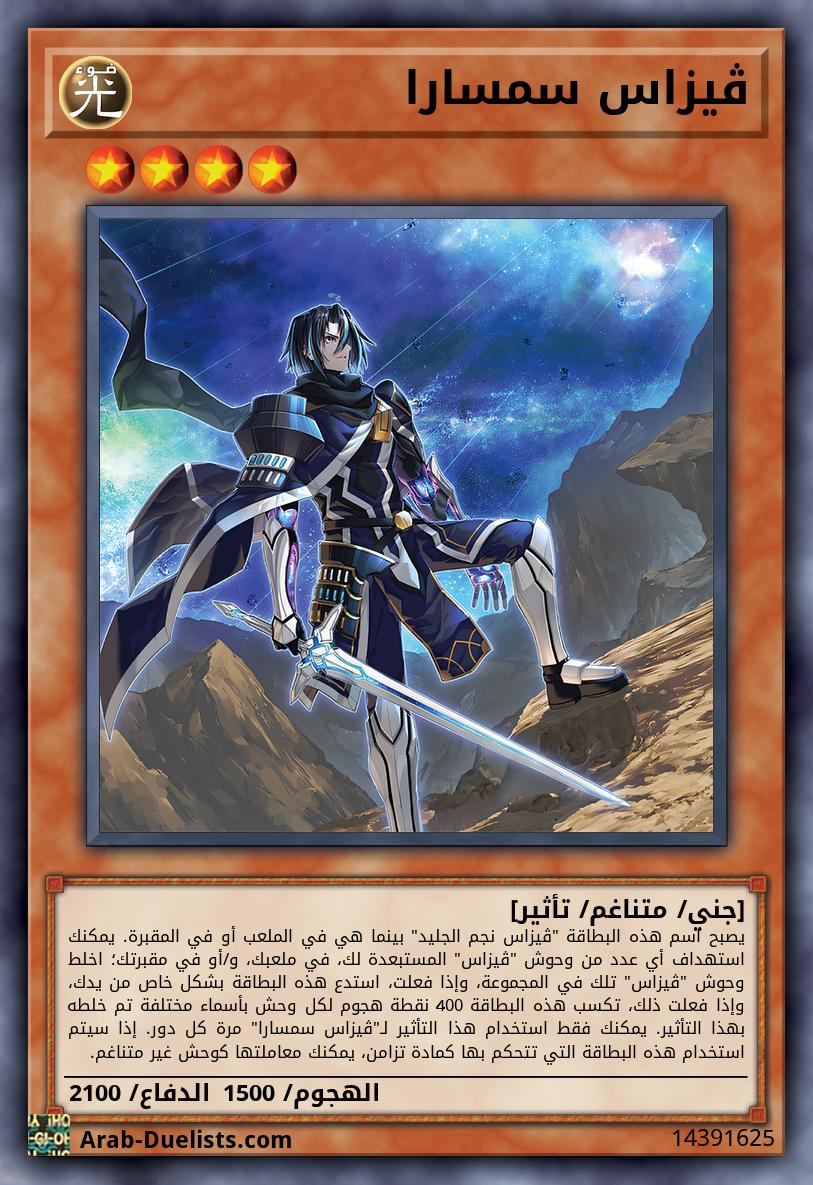 ڤيزاس سمسارا
ضوء
光
[جني/ متناغم/ تأثير]
يصبح اسم هذه البطاقة "ڤيزاس نجم الجليد" بينما هي في الملعب أو في المقبرة. يمكنك
استهداف أي عدد من وحوش "ڤيزاس" المستبعدة لك، في ملعبك، و/أو في مقبرتك؛ اخلط
وحوش "ڤيزاس" تلك في المجموعة، وإذا فعلت، استدع هذه البطاقة بشكل خاص من يدك،
وإذا فعلت ذلك، تكسب هذه البطاقة 400 نقطة هجوم لكل وحش بأسماء مختلفة تم خلطه
بهذا التأثير. يمكنك فقط استخدام هذا التأثير لـ"ڤيزاس سمسارا" مرة كل دور. إذا سيتم
استخدام هذه البطاقة التي تتحكم بها كمادة تزامن، يمكنك معاملتها كوحش غير متناغم.
الهجوم/ 1500 الدفاع/ 2100
Arab-Duelists.com
14391625